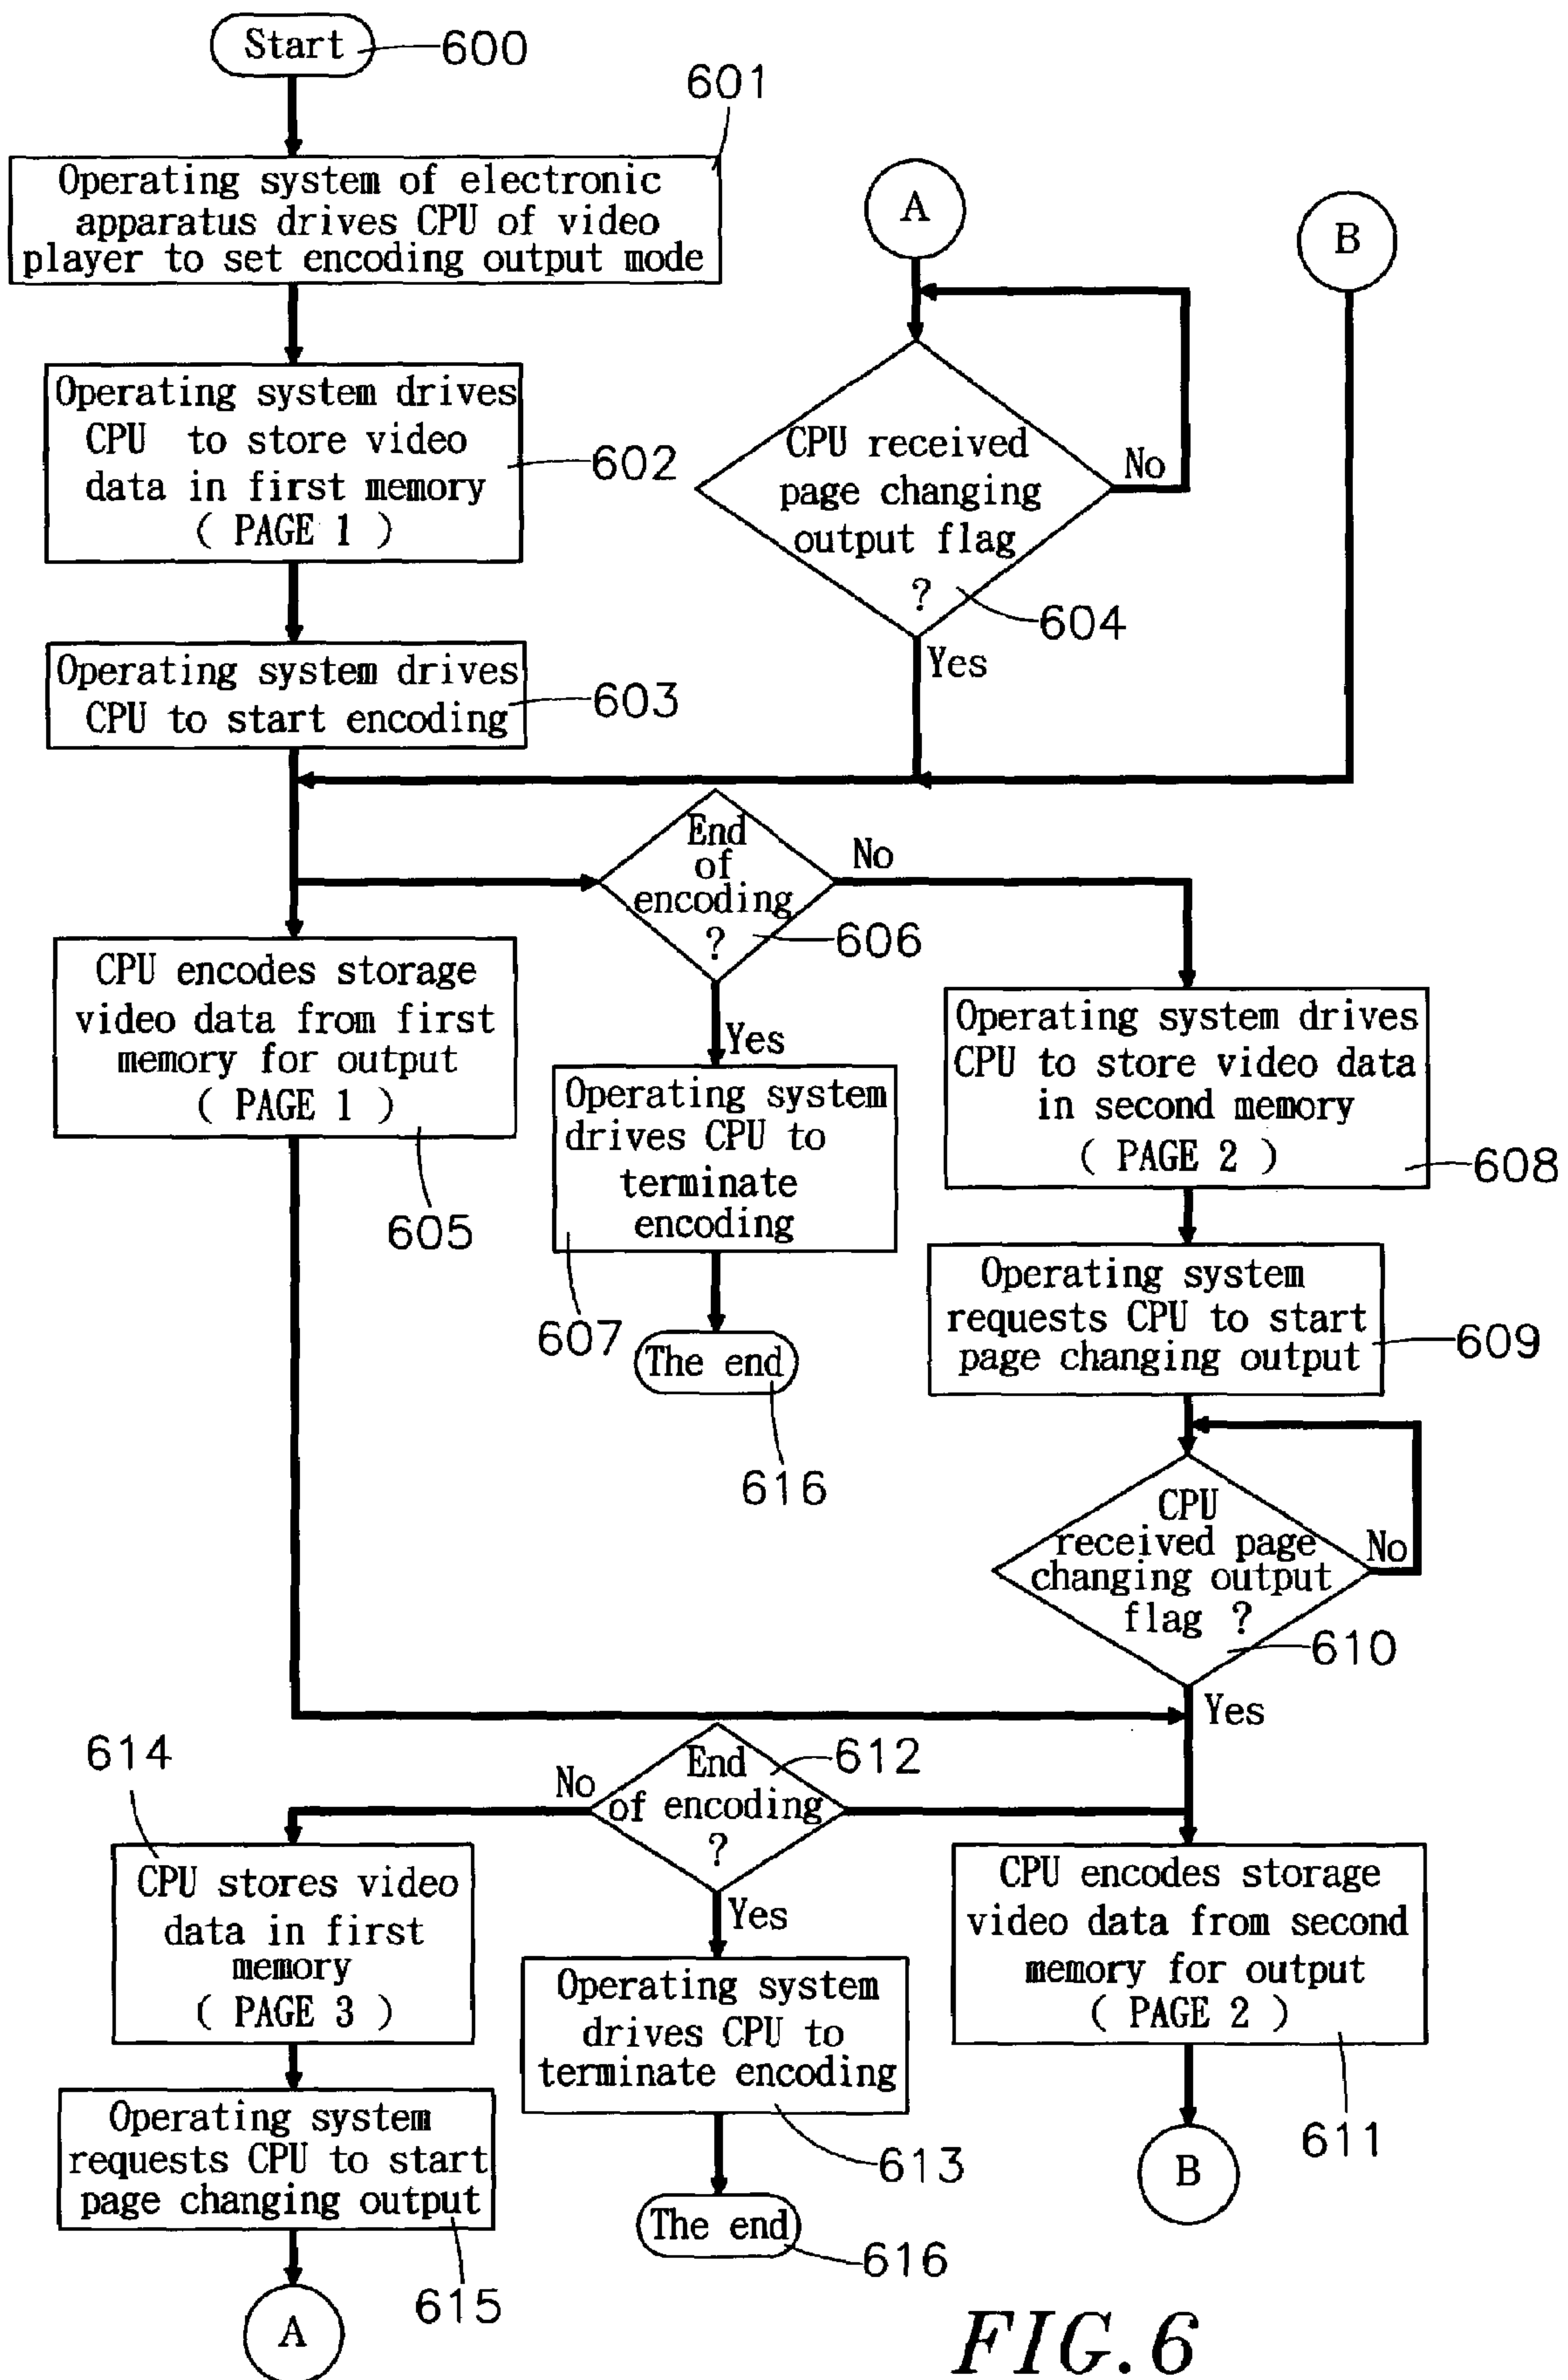 Start
600
601
Operating system of electronic
apparatus drives CPU of video
player to set encoding output mode
A
B
Operating system drives
CPU to store video
data in first memory
( PAGE 1 )
602
CPU received
page changing
output flag
?
No
604
Yes
Operating system drives
CPU to start encoding
603
End
of
encoding
?
No
606
Yes
CPU encodes storage
video data from first
memory for output
( PAGE 1 )
605
Operating system
drives CPU to
terminate
encoding
607
The end
616
Operating system drives
CPU to store video data
in second memory
( PAGE 2 )
608
Operating system
requests CPU to start
page changing output
609
CPU
received page
changing output
flag ?
No
610
Yes
614
No
End
of encoding
?
612
Yes
CPU stores video
data in first
memory
( PAGE 3 )
Operating system
drives CPU to
terminate encoding
613
The end
616
CPU encodes storage
video data from second
memory for output
( PAGE 2 )
611
B
Operating system
requests CPU to start
page changing output
615
A
FIG.6